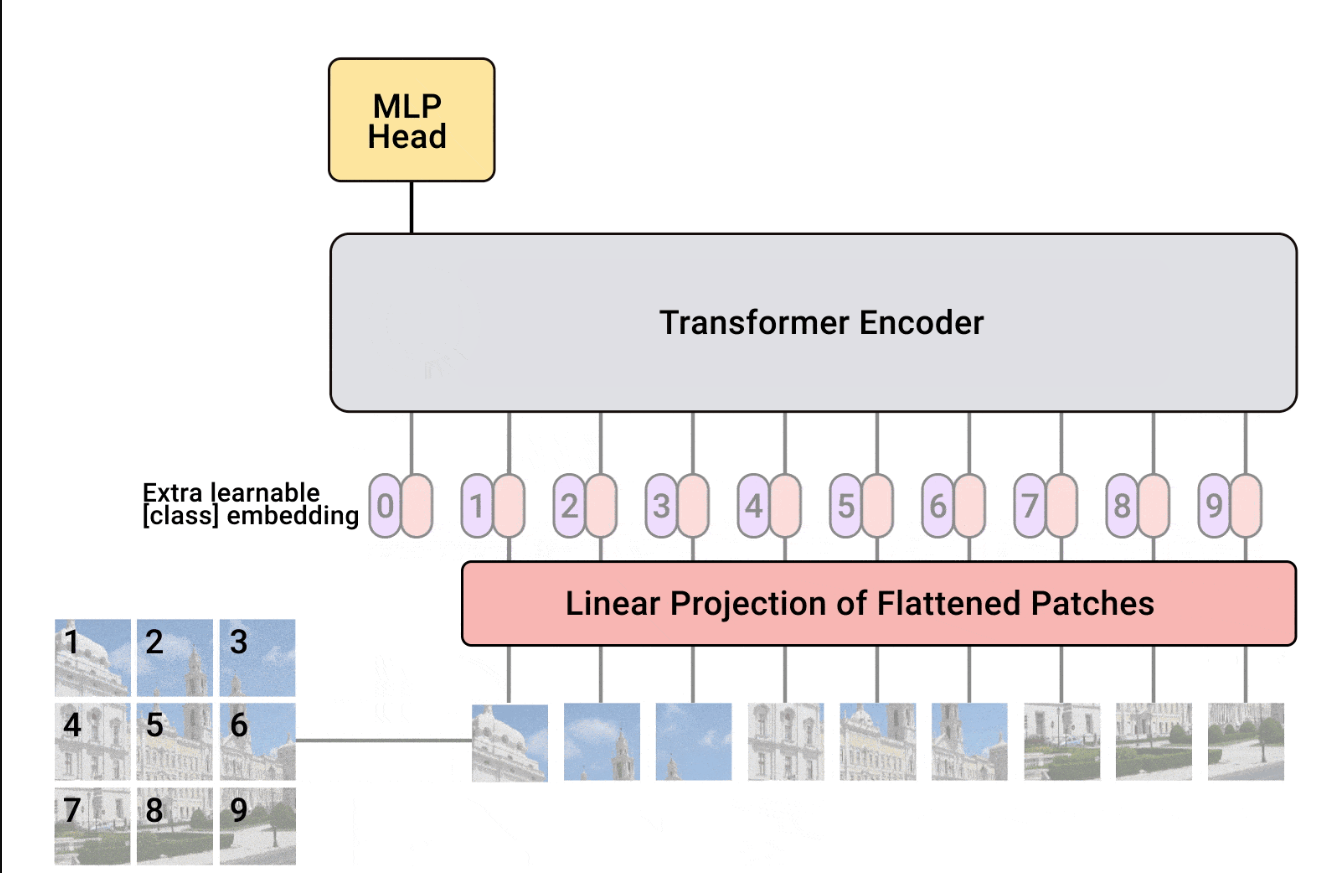 MLP
Head
Transformer Encoder
Extra learnable
[class] embedding
0 1 2 3 4 5 6 7 8 9
Linear Projection of Flattened Patches
1 2 3
4 5 6
7 8 9